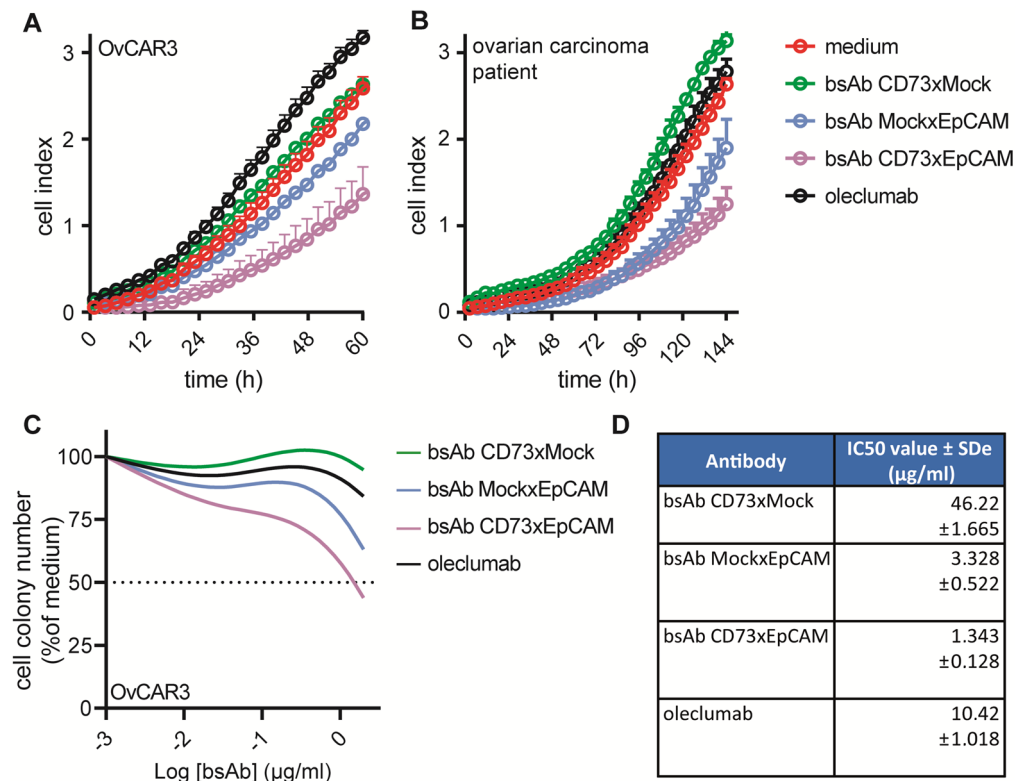 A
OvCAR3
cell index
3
2
1
0
0
12
24
36
48
60
time (h)
B
ovarian carcinoma
patient
cell index
3
2
1
0
0
24
48
72
96
120
144
time (h)
medium
bsAb CD73xMock
bsAb MockxEpCAM
bsAb CD73xEpCAM
oleclumab
C
cell colony number
(%of medium)
100
75
50
25
0
OvCAR3
-3
-2
-1
0
Log [bsAb] (µg/ml)
bsAb CD73xMock
bsAb MockxEpCAM
bsAb CD73xEpCAM
oleclumab
D
Antibody
IC50 value ± SDe
(µg/ml)
bsAb CD73xMock
46.22
±1.665
bsAb MockxEpCAM
3.328
±0.522
bsAb CD73xEpCAM
1.343
±0.128
oleclumab
10.42
±1.018